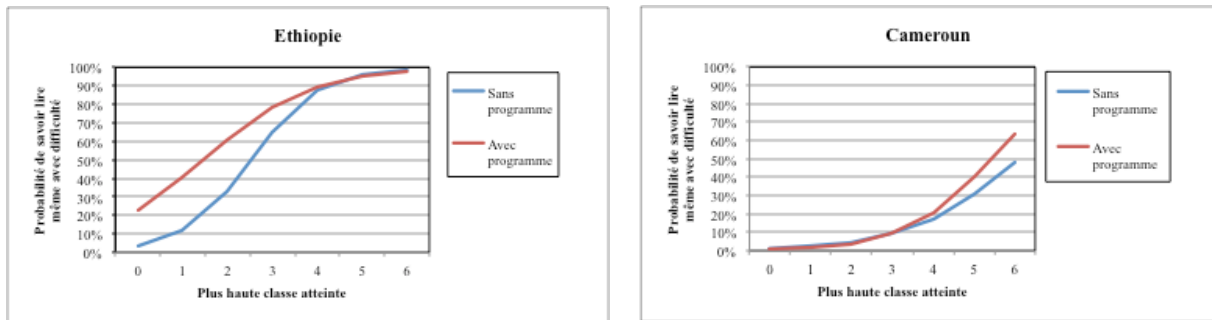 Ethiopie
Probabilité de savoir lire
même avec difficulté
100%
90%
80%
70%
60%
50%
40%
30%
20%
10%
0%
0 1 2 3 4 5 6
Plus haute classe atteinte
Sans
programme
Avec
programme
Cameroun
Probabilité de savoir lire
même avec difficulté
100%
90%
80%
70%
60%
50%
40%
30%
20%
10%
0%
0 1 2 3 4 5 6
Plus haute classe atteinte
Sans
programme
Avec
programme